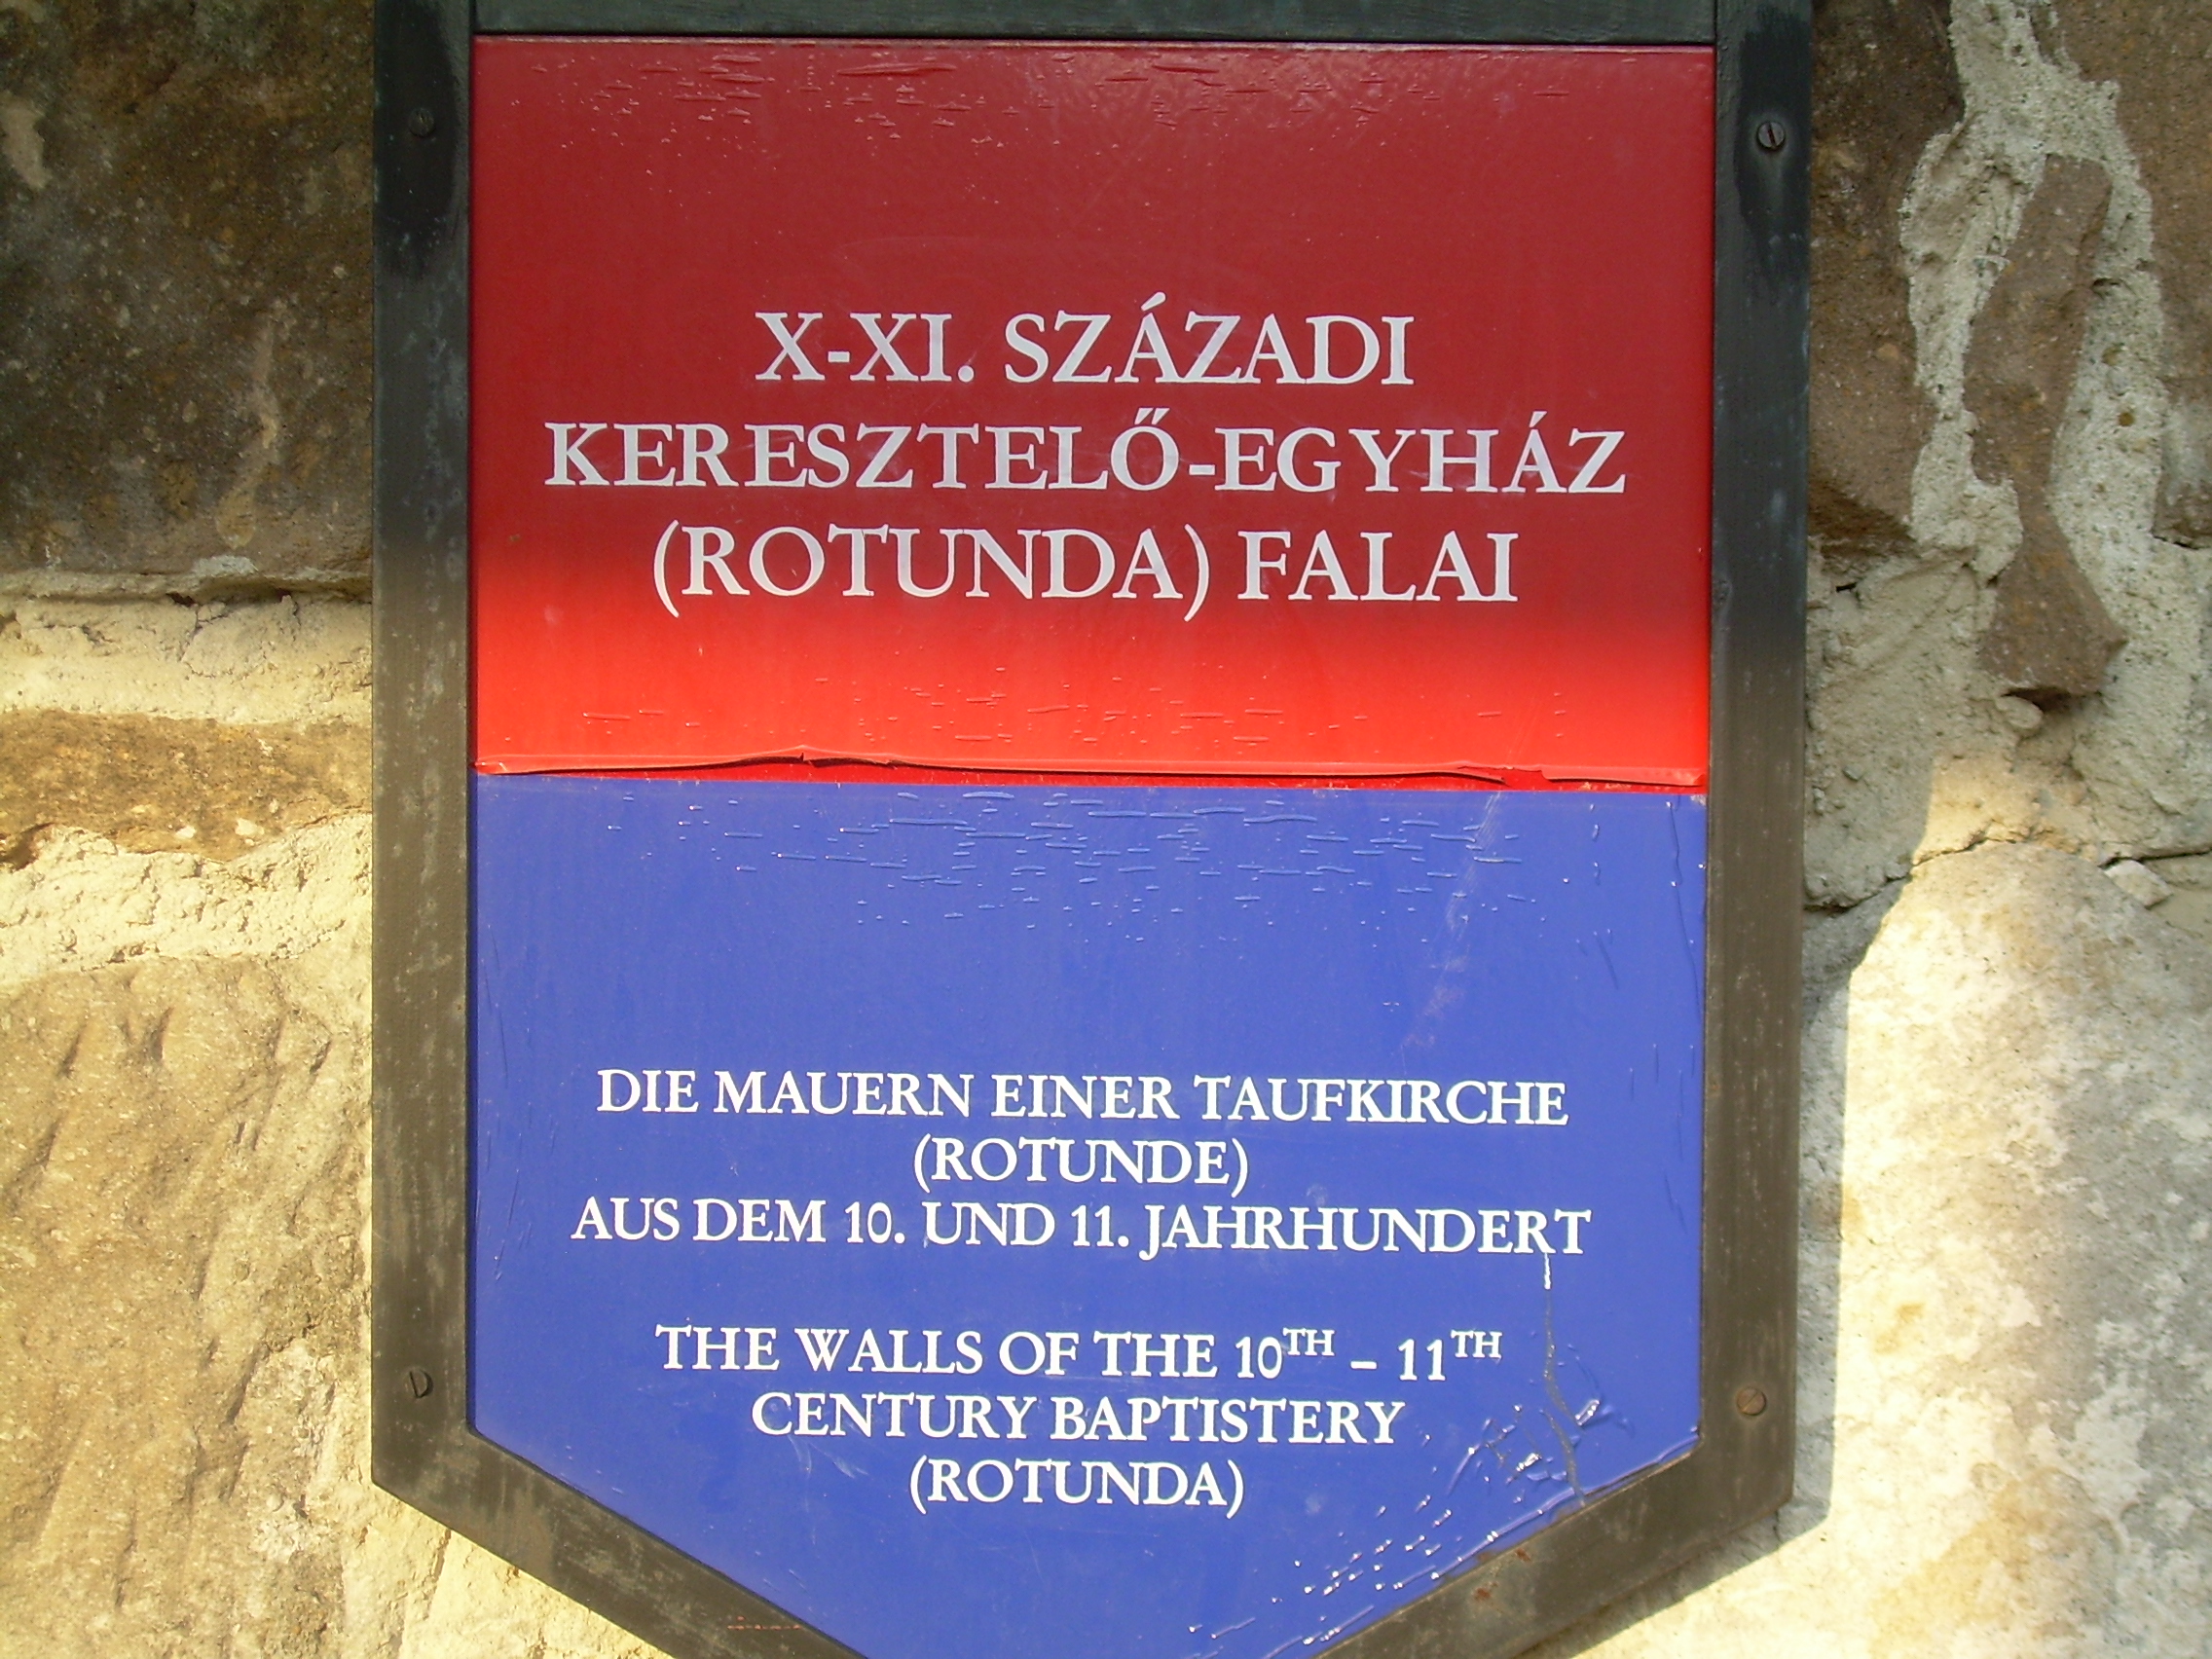 X-XI. SZÁZADI
KERESZTELŐ-EGYHÁZ
(ROTUNDA) FALAI
DIE MAUERN EINER TAUFKIRCHE
(ROTUNDE)
AUS DEM 10. UND 11. JAHRHUNDERT
THE WALLS OF THE 10TH – 11TH
CENTURY BAPTISTERY
(ROTUNDA)